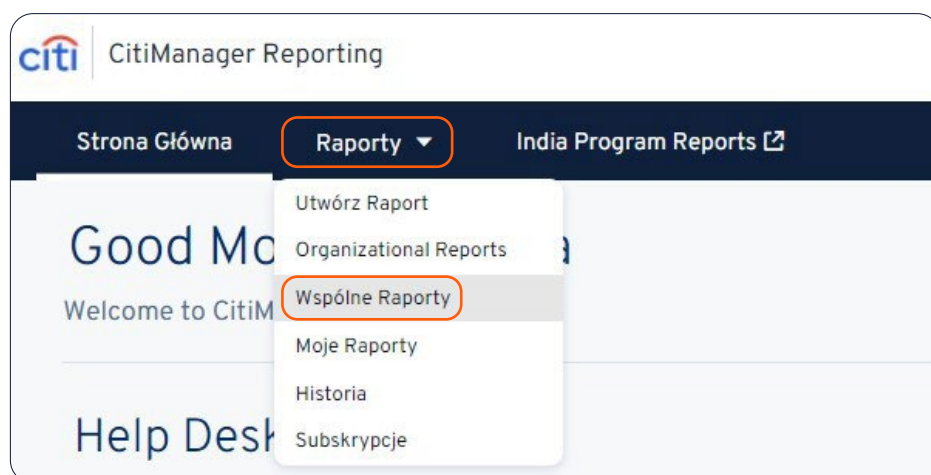 citi CitiManager Reporting
Strona Główna Raporty India Program Reports
Utwórz Raport
Good Mo
Organizational Reports
Wspólne Raporty
Welcome to CitiM
Moje Raporty
Historia
Help Desk
Subskrypcje